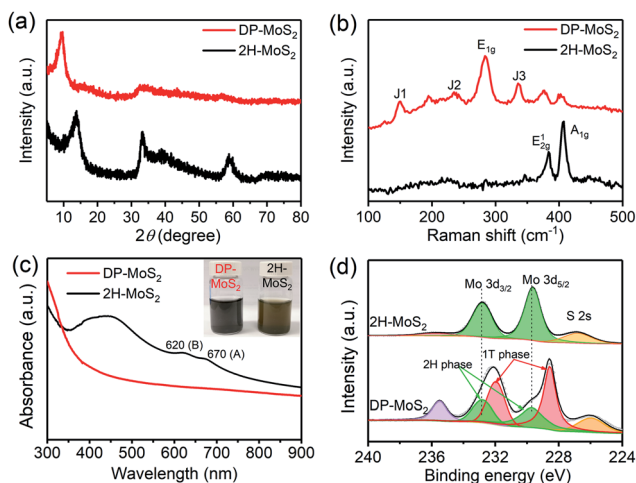 (a)
DP-MoS₂
2H-MoS₂
Intensity (a.u.)
10 20 30 40 50 60 70 80
2θ (degree)
(b)
DP-MoS₂
2H-MoS₂
J1
J2
E₁g
J3
E¹₂g
A₁g
Intensity (a.u.)
100 200 300 400 500
Raman shift (cm⁻¹)
(c)
DP-MoS₂
2H-MoS₂
DP-
MoS₂
2H-
MoS₂
620 (B)
670 (A)
Absorbance (a.u.)
300 400 500 600 700 800 900
Wavelength (nm)
(d)
Mo 3d₃/₂
Mo 3d₅/₂
S 2s
2H-MoS₂
2H phase
1T phase
DP-MoS₂
Intensity (a.u.)
240 236 232 228 224
Binding energy (eV)